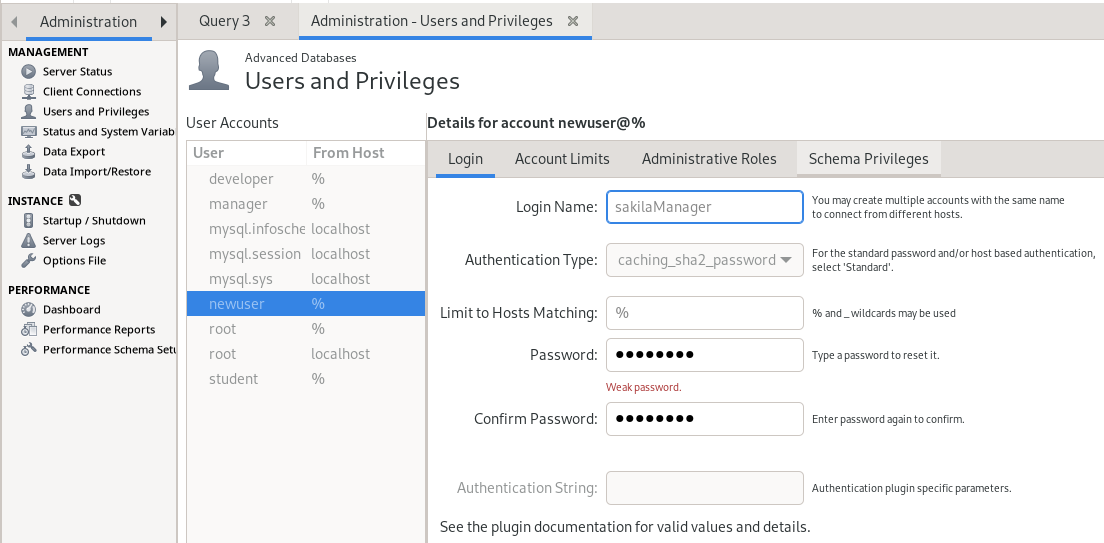 Administration
Query 3
Administration - Users and Privileges
MANAGEMENT
Server Status
Client Connections
Users and Privileges
Status and System Variab
Data Export
Data Import/Restore
INSTANCE
Startup / Shutdown
Server Logs
Options File
PERFORMANCE
Dashboard
Performance Reports
Performance Schema Setu
Advanced Databases
Users and Privileges
User Accounts
User From Host
developer %
manager %
mysql.infosche localhost
mysql.session localhost
mysql.sys localhost
newuser %
root %
root localhost
student %
Details for account newuser@%
Login Account Limits Administrative Roles Schema Privileges
Login Name: sakilaManager
You may create multiple accounts with the same name
to connect from different hosts.
Authentication Type: caching_sha2_password
For the standard password and/or host based authentication,
select 'Standard'.
Limit to Hosts Matching: % % and _ wildcards may be used
Password: ●●●●●●●● Type a password to reset it.
Weak password.
Confirm Password: ●●●●●●●● Enter password again to confirm.
Authentication String: Authentication plugin specific parameters.
See the plugin documentation for valid values and details.